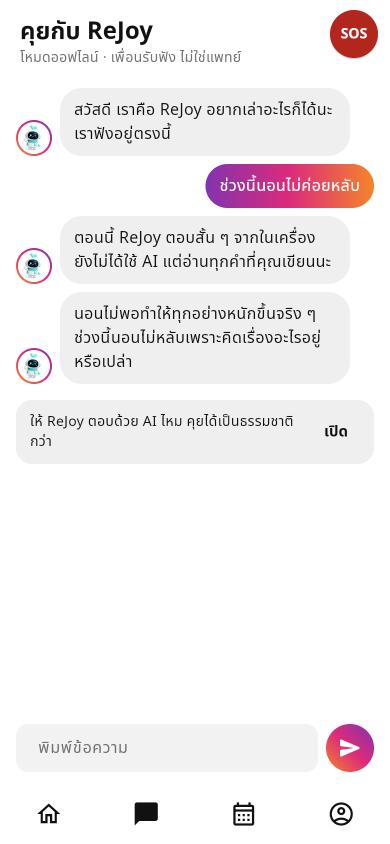 คุยกับ ReJoy
โหมดออฟไลน์ · เพื่อนรับฟัง ไม่ใช่แพทย์
SOS
สวัสดี เราคือ ReJoy อยากเล่าอะไรก็ได้นะ
เราฟังอยู่ตรงนี้
ช่วงนี้นอนไม่ค่อยหลับ
ตอนนี้ ReJoy ตอบสั้น ๆ จากในเครื่อง
ยังไม่ได้ใช้ AI แต่อ่านทุกคำที่คุณเขียนนะ
นอนไม่พอทำให้ทุกอย่างหนักขึ้นจริง ๆ
ช่วงนี้นอนไม่หลับเพราะคิดเรื่องอะไรอยู่
หรือเปล่า
ให้ ReJoy ตอบด้วย AI ไหม คุยได้เป็นธรรมชาติ
กว่า
เปิด
พิมพ์ข้อความ